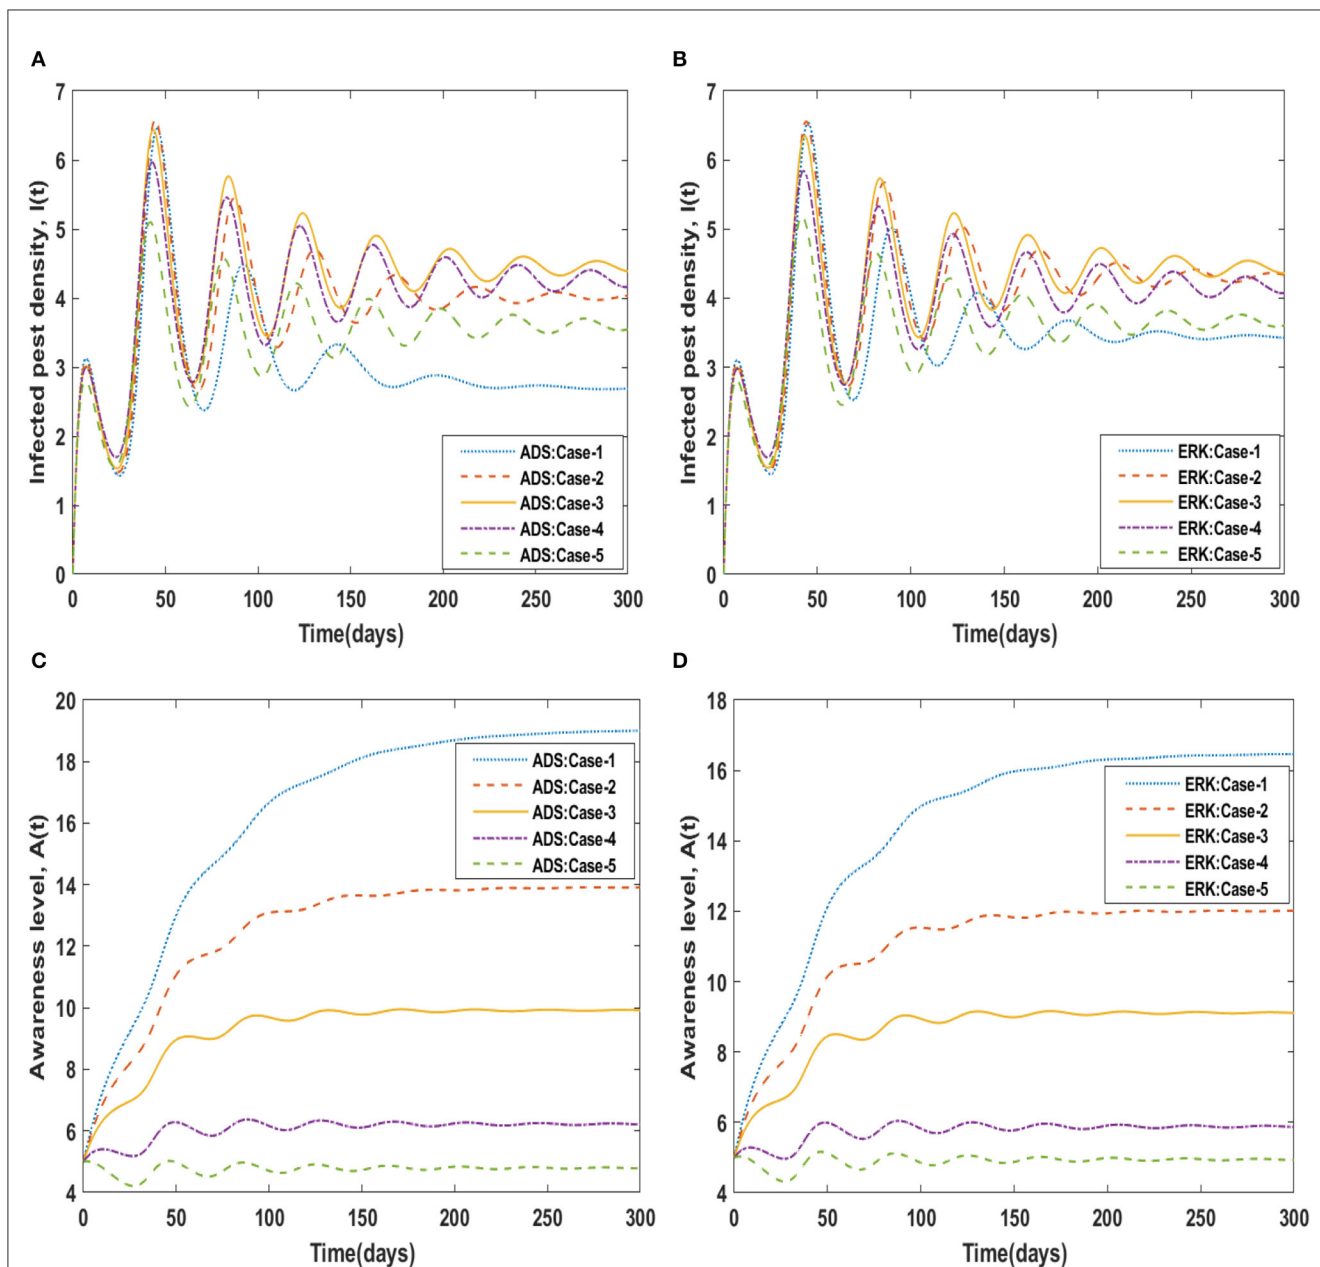 A
7
6
5
4
3
2
1
0
Infected pest density, I(t)
ADS:Case-1
ADS:Case-2
ADS:Case-3
ADS:Case-4
ADS:Case-5
0 50 100 150 200 250 300
Time(days)
B
7
6
5
4
3
2
1
0
Infected pest density, I(t)
ERK:Case-1
ERK:Case-2
ERK:Case-3
ERK:Case-4
ERK:Case-5
0 50 100 150 200 250 300
Time(days)
C
20
18
16
14
12
10
8
6
4
Awareness level, A(t)
ADS:Case-1
ADS:Case-2
ADS:Case-3
ADS:Case-4
ADS:Case-5
0 50 100 150 200 250 300
Time(days)
D
18
16
14
12
10
8
6
4
Awareness level, A(t)
ERK:Case-1
ERK:Case-2
ERK:Case-3
ERK:Case-4
ERK:Case-5
0 50 100 150 200 250 300
Time(days)